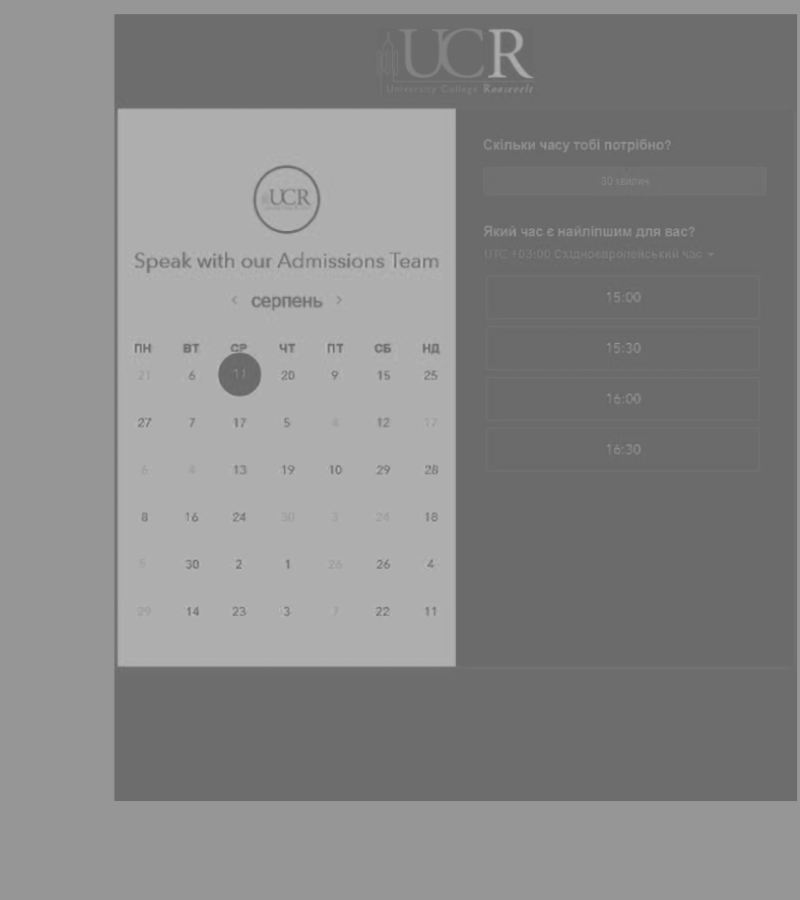 UCR
University College Roosevelt
UCR
Speak with our Admissions Team
< серпень >
ПН ВТ СР ЧТ ПТ СБ НД
21 6 11 20 9 15 25
27 7 17 5 4 12 17
6 4 13 19 10 29 28
8 16 24 30 3 24 18
5 30 2 1 26 26 4
29 14 23 3 7 22 11
Скільки часу тобі потрібно?
30 хвилин
Який час є найліпшим для вас?
UTC +03:00 Східноєвропейський час
15:00
15:30
16:00
16:30